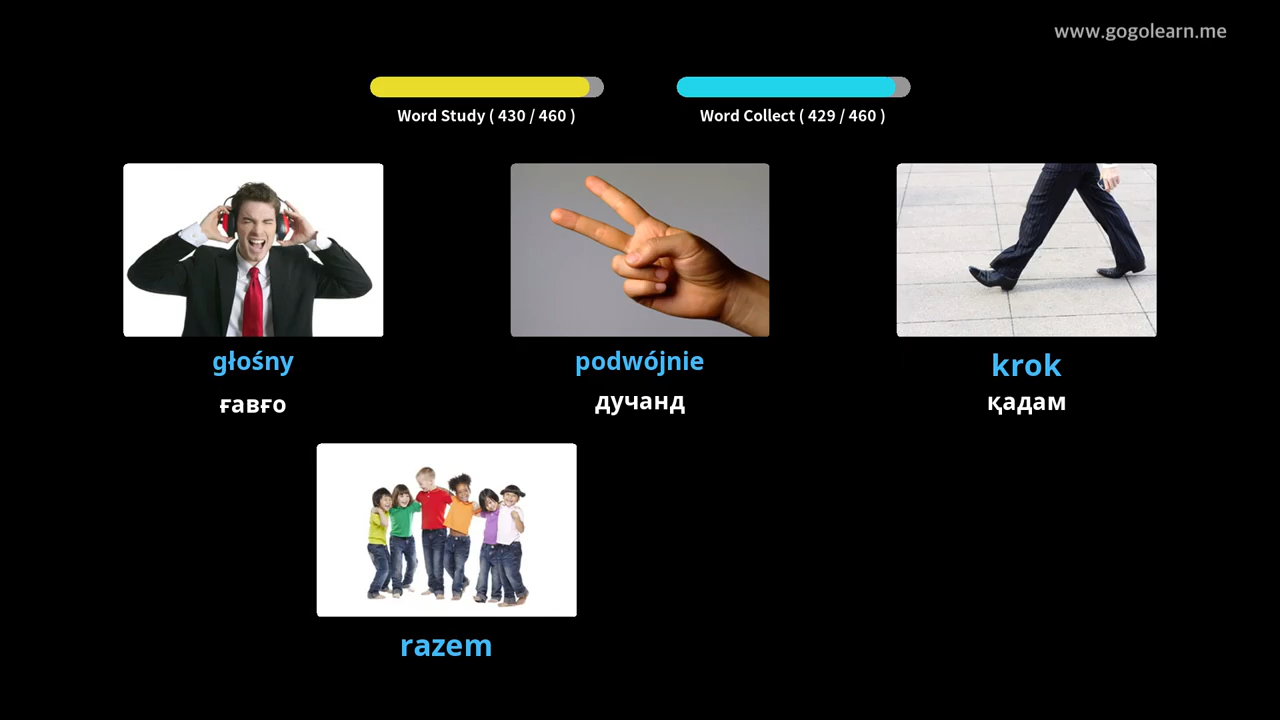 www.gogolearn.me
Word Study ( 430 / 460 )
Word Collect ( 429 / 460 )
głośny
podwójnie
krok
ғавғо
дучанд
қадам
razem